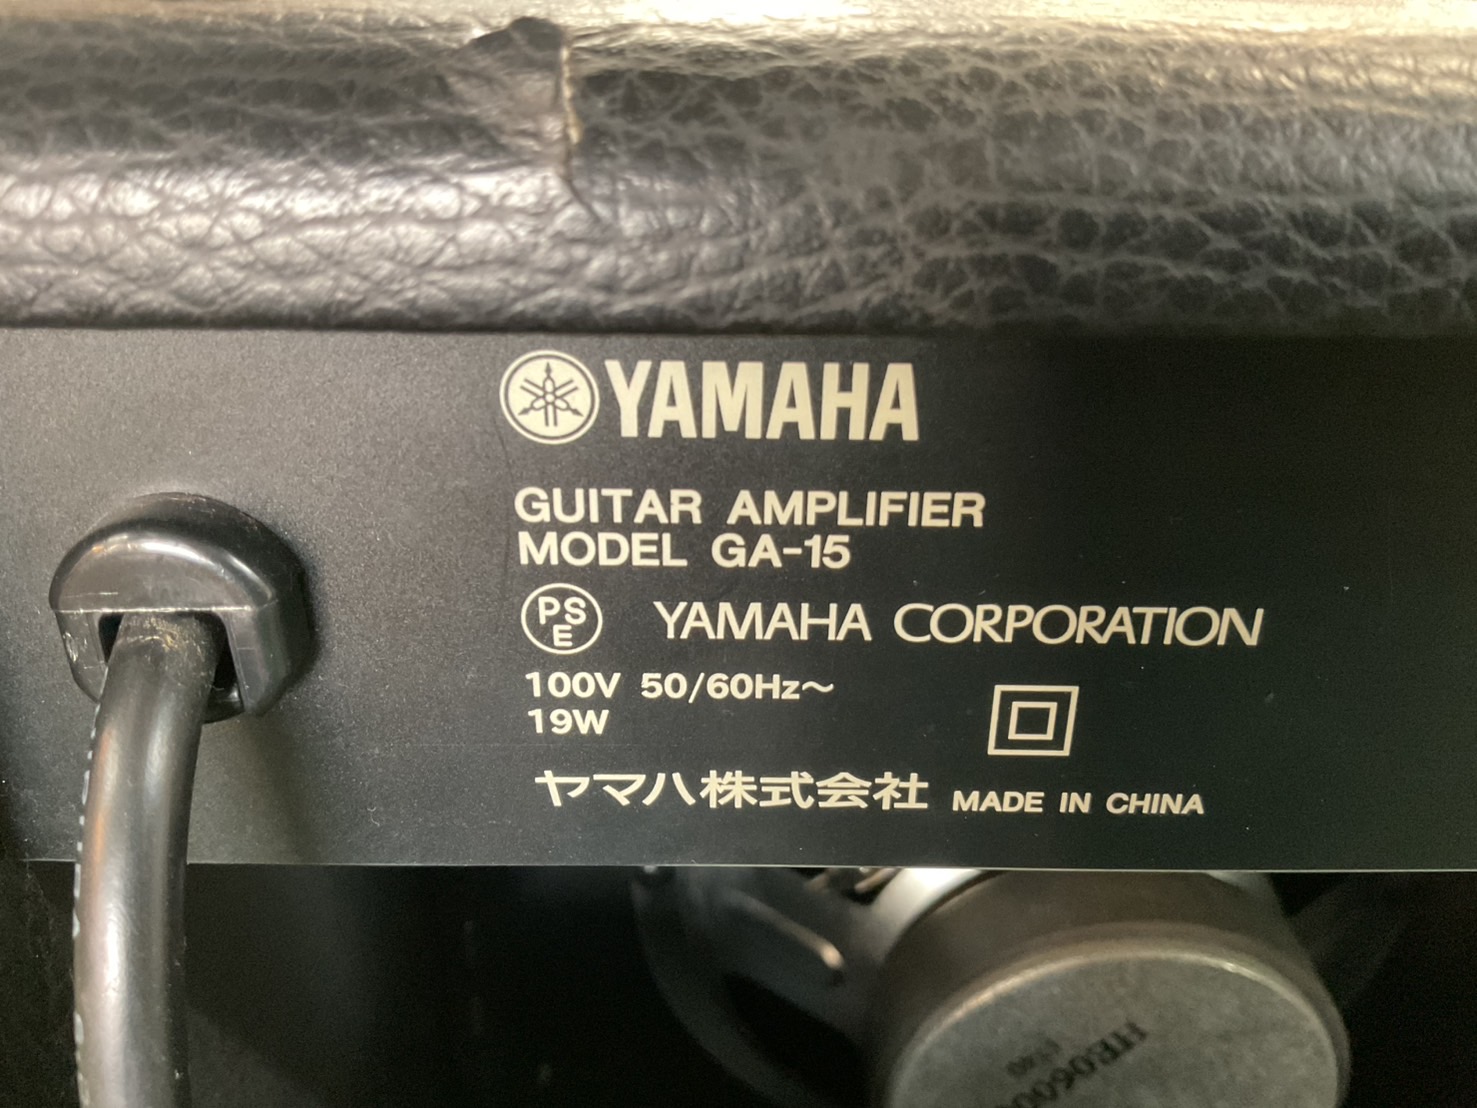 YAMAHA
GUITAR AMPLIFIER
MODEL GA-15
PSE YAMAHA CORPORATION
100V 50/60Hz～
19W
ヤマハ株式会社 MADE IN CHINA